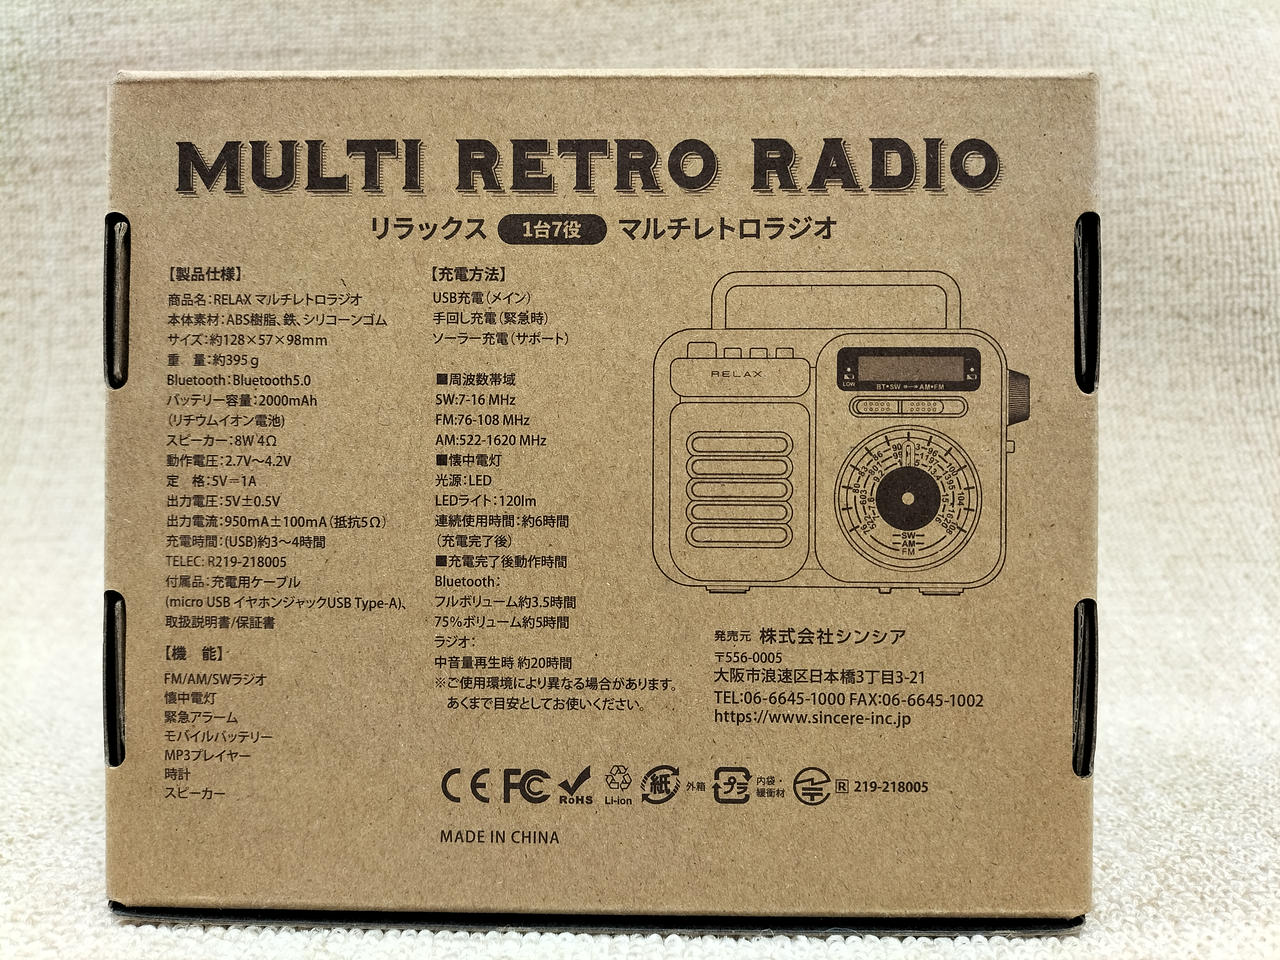 MULTI RETRO RADIO
リラックス 1台7役 マルチレトロラジオ
【製品仕様】
商品名：RELAX マルチレトロラジオ
本体素材：ABS樹脂、鉄、シリコーンゴム
サイズ：約128×57×98mm
重　量：約395ｇ
Bluetooth：Bluetooth5.0
バッテリー容量：2000mAh
(リチウムイオン電池)
スピーカー：8W 4Ω
動作電圧：2.7V～4.2V
定　格：5V＝1A
出力電圧：5V±0.5V
出力電流：950mA±100mA（抵抗5Ω）
充電時間：(USB)約3～4時間
TELEC: R219-218005
付属品：充電用ケーブル
(micro USB イヤホンジャックUSB Type-A)、
取扱説明書/保証書
【機　能】
FM/AM/SWラジオ
懐中電灯
緊急アラーム
モバイルバッテリー
MP3プレイヤー
時計
スピーカー
【充電方法】
USB充電（メイン）
手回し充電（緊急時）
ソーラー充電（サポート）
■周波数帯域
SW:7-16 MHz
FM:76-108 MHz
AM:522-1620 MHz
■懐中電灯
光源：LED
LEDライト：120lm
連続使用時間：約6時間
（充電完了後）
■充電完了後動作時間
Bluetooth：
フルボリューム約3.5時間
75%ボリューム約5時間
ラジオ：
中音量再生時 約20時間
※ご使用環境により異なる場合があります。
あくまで目安としてお使いください。
RELAX
LOW
BT•SW ↔ AM•FM
SW
AM
FM
発売元 株式会社シンシア
〒556-0005
大阪市浪速区日本橋3丁目3-21
TEL:06-6645-1000 FAX:06-6645-1002
https://www.sincere-inc.jp
CE FC RoHS Li-ion 紙 外箱 プラ 内袋・緩衝材 R 219-218005
MADE IN CHINA